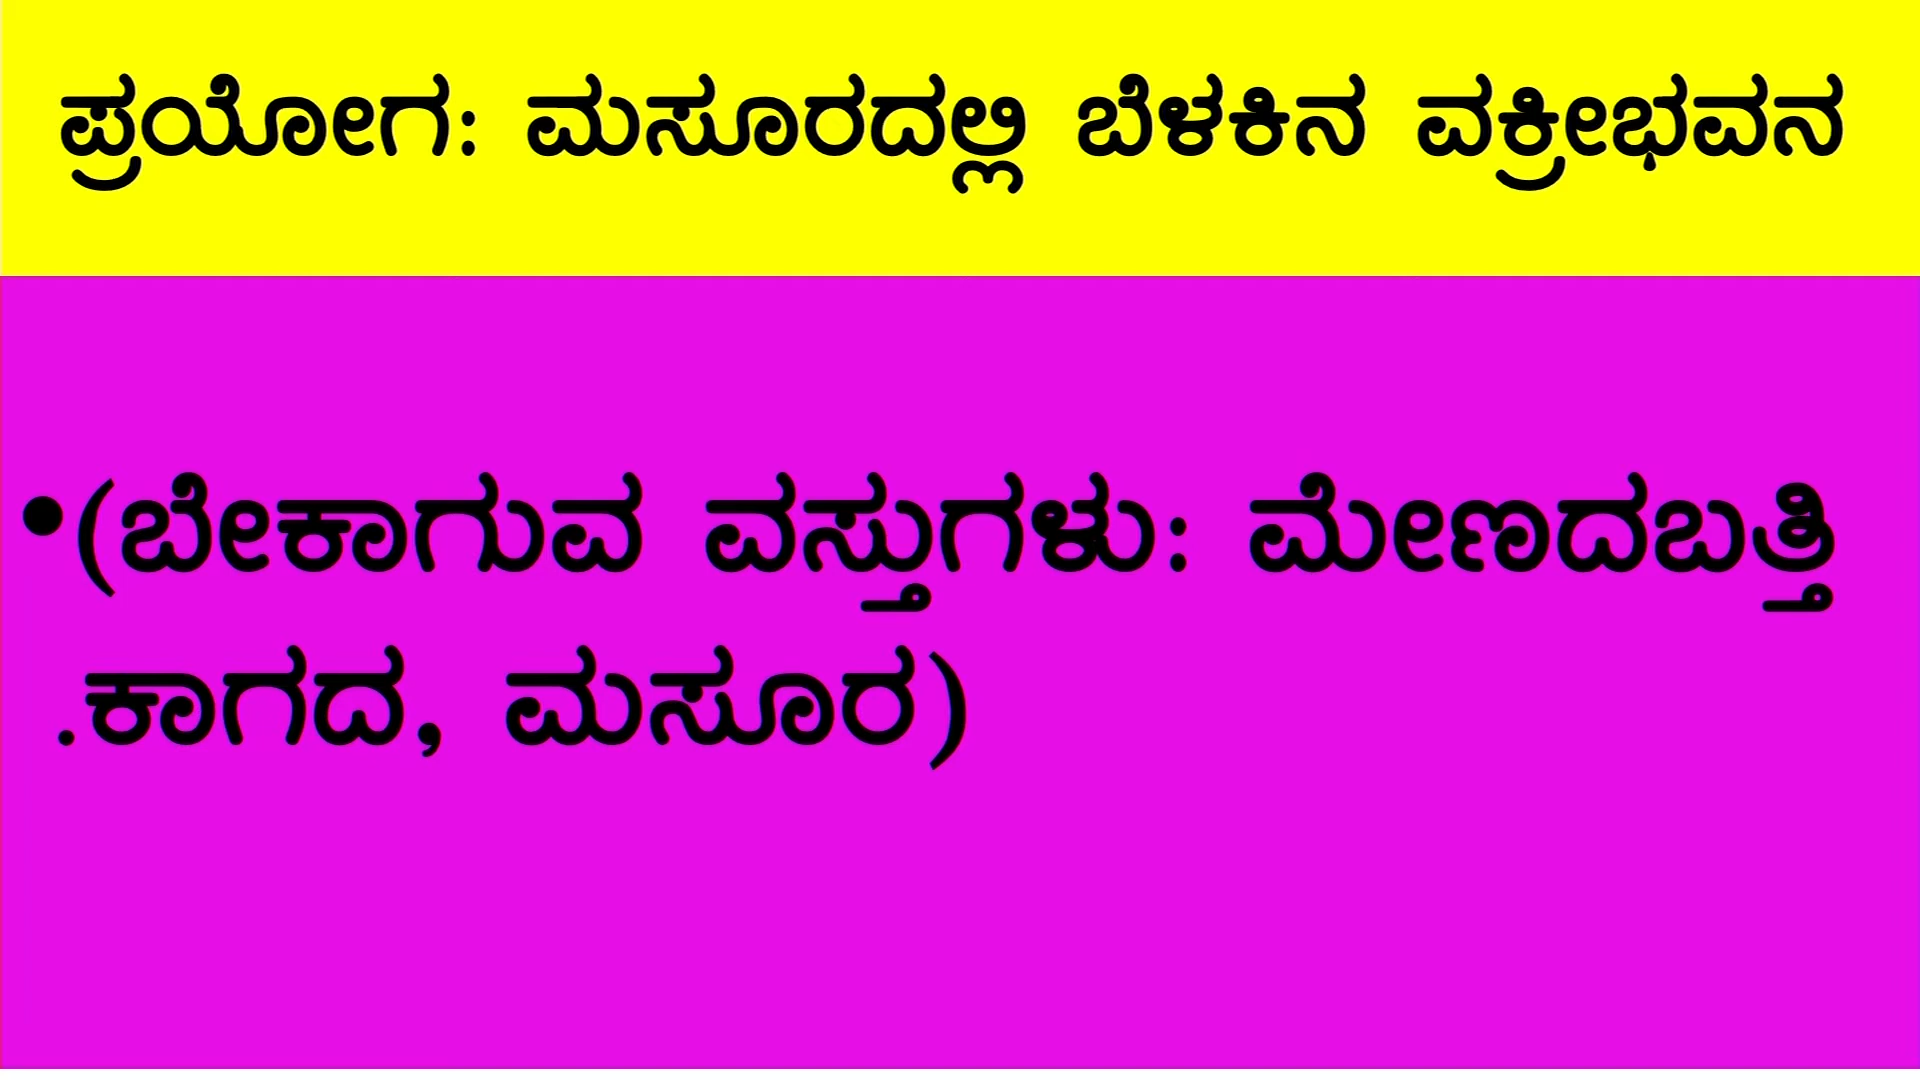 ಪ್ರಯೋಗ: ಮಸೂರದಲ್ಲಿ ಬೆಳಕಿನ ವಕ್ರೀಭವನ
•(ಬೇಕಾಗುವ ವಸ್ತುಗಳು: ಮೇಣದಬತ್ತಿ
.ಕಾಗದ, ಮಸೂರ)